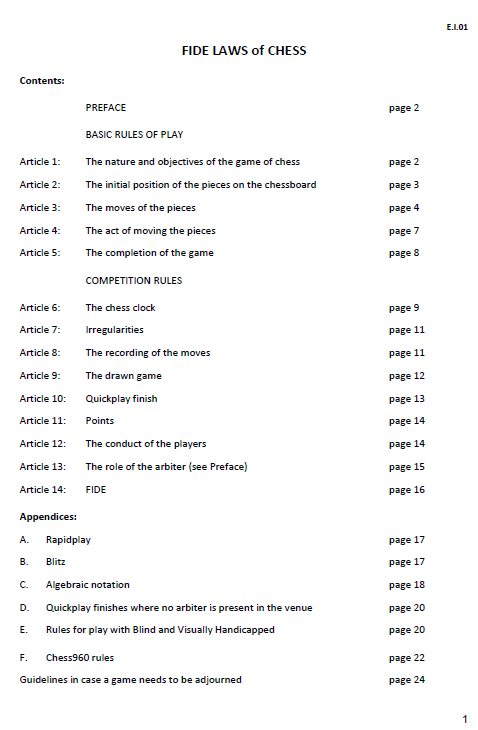 E.I.01
FIDE LAWS of CHESS
Contents:
PREFACE page 2
BASIC RULES OF PLAY
Article 1: The nature and objectives of the game of chess page 2
Article 2: The initial position of the pieces on the chessboard page 3
Article 3: The moves of the pieces page 4
Article 4: The act of moving the pieces page 7
Article 5: The completion of the game page 8
COMPETITION RULES
Article 6: The chess clock page 9
Article 7: Irregularities page 11
Article 8: The recording of the moves page 11
Article 9: The drawn game page 12
Article 10: Quickplay finish page 13
Article 11: Points page 14
Article 12: The conduct of the players page 14
Article 13: The role of the arbiter (see Preface) page 15
Article 14: FIDE page 16
Appendices:
A. Rapidplay page 17
B. Blitz page 17
C. Algebraic notation page 18
D. Quickplay finishes where no arbiter is present in the venue page 20
E. Rules for play with Blind and Visually Handicapped page 20
F. Chess960 rules page 22
Guidelines in case a game needs to be adjourned page 24
1